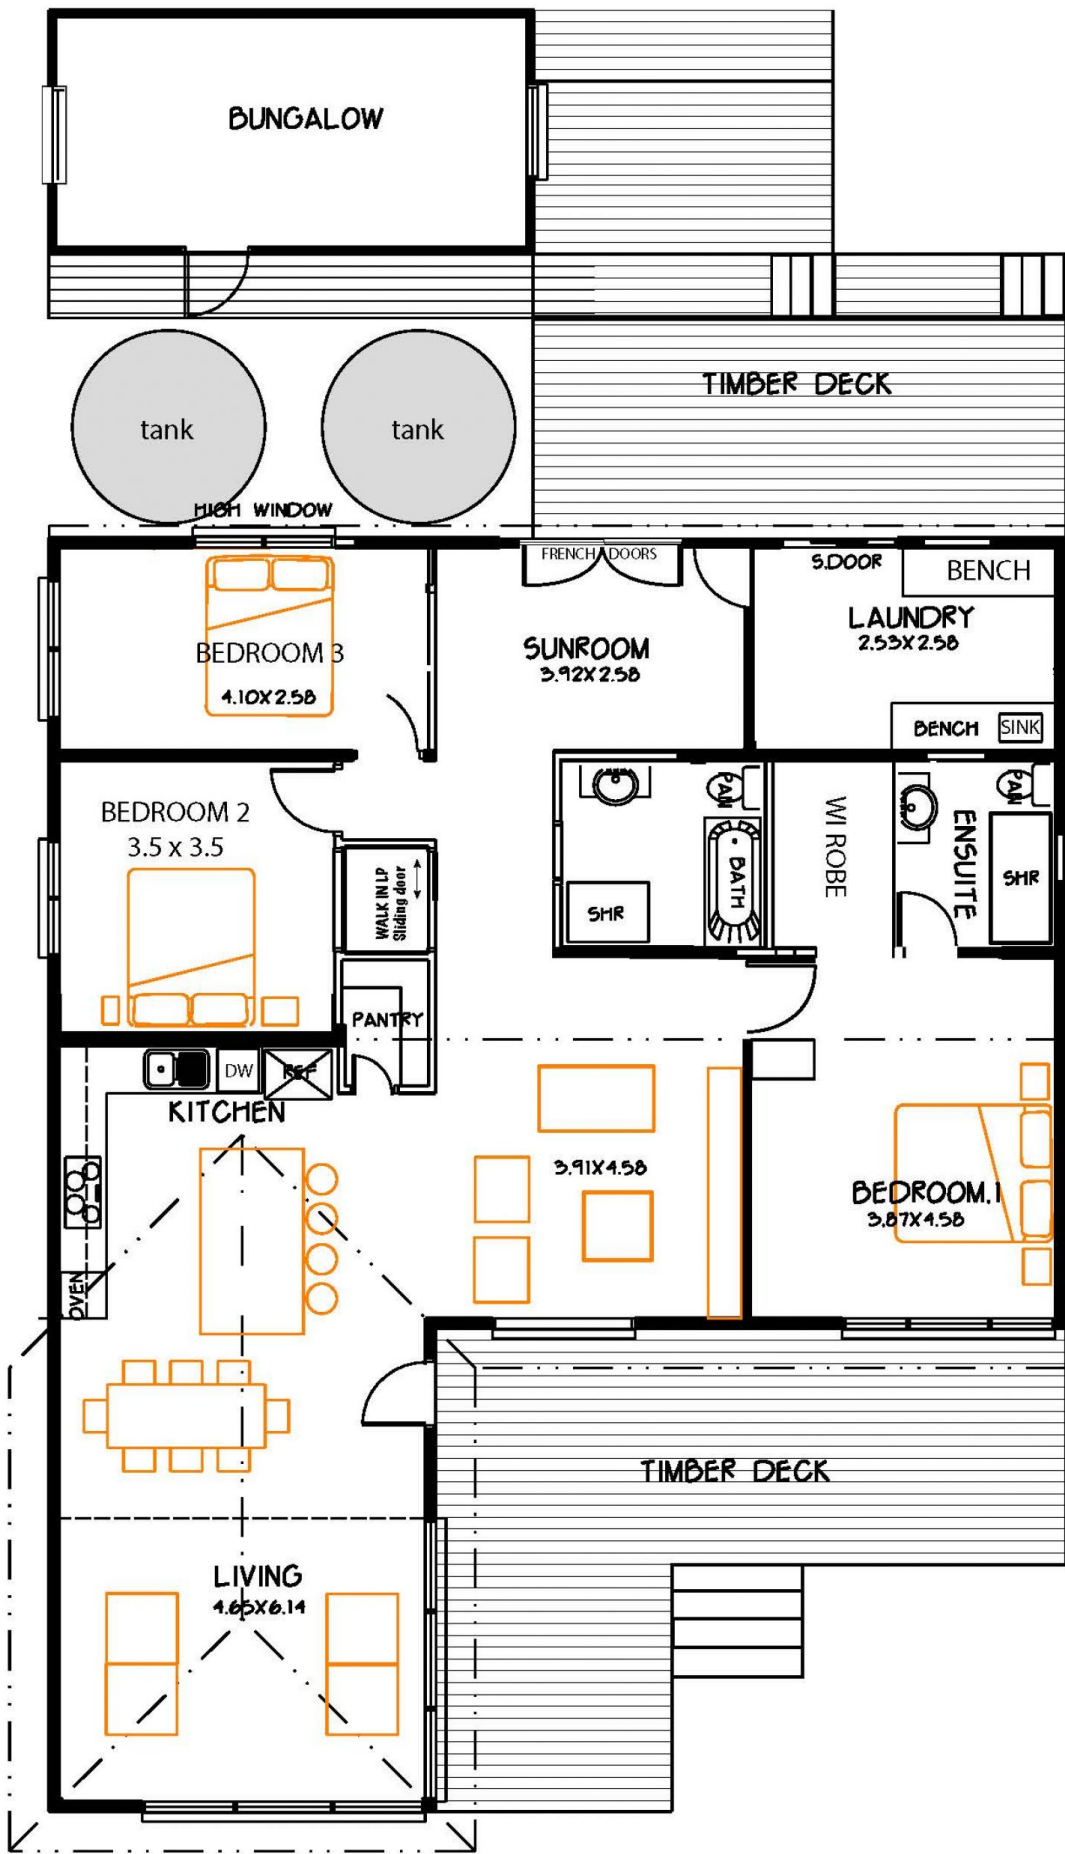 BUNGALOW
TIMBER DECK
tank
tank
HIGH WINDOW
FRENCH DOORS
S.DOOR
BENCH
LAUNDRY
2.53X2.58
SUNROOM
3.92X2.58
BEDROOM 3
4.10X2.58
BENCH
SINK
BEDROOM 2
3.5 x 3.5
PAN
PAN
WI ROBE
ENSUITE
WALK IN LP
Sliding door
BATH
SHR
SHR
PANTRY
DW
REF
KITCHEN
3.91X4.58
BEDROOM.1
3.87X4.58
OVEN
TIMBER DECK
LIVING
4.65X6.14